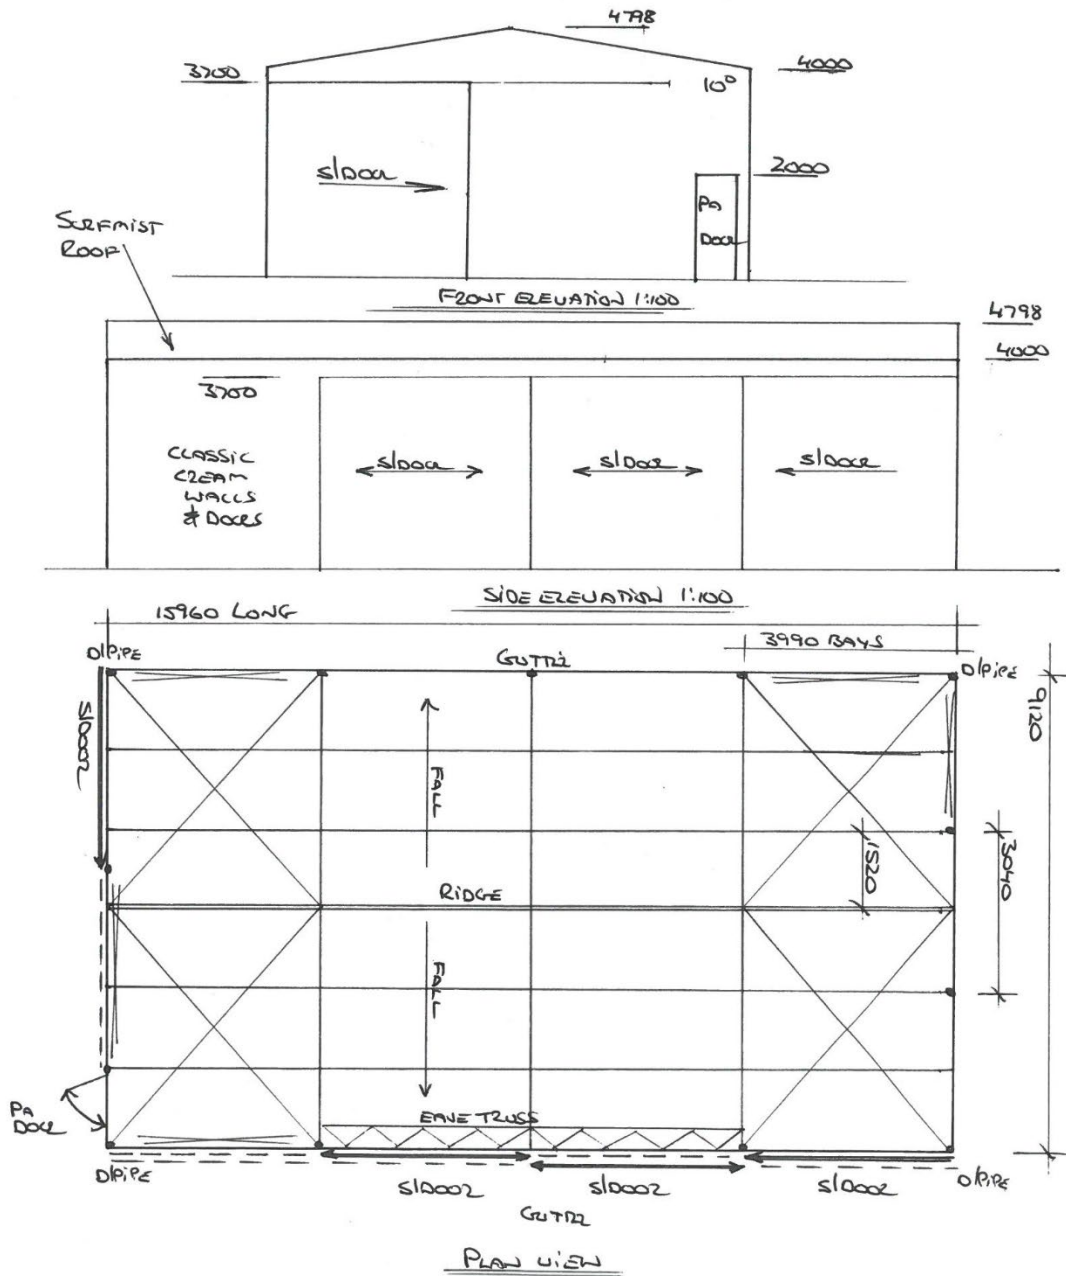 4798
3700
4000
10°
S/DOOR
2000
PA
DOOR
SURFMIST
ROOF
FRONT ELEVATION 1:100
4798
4000
3700
CLASSIC
CREAM
WALLS
& DOORS
S/DOOR
S/DOOR
S/DOOR
SIDE ELEVATION 1:100
15960 LONG
3990 BAYS
D/PIPE
GUTTER
D/PIPE
S/DOOR
FALL
9120
1520
3040
RIDGE
FALL
EAVE TRUSS
PA
DOOR
D/PIPE
S/DOOR
S/DOOR
S/DOOR
D/PIPE
GUTTER
PLAN VIEW